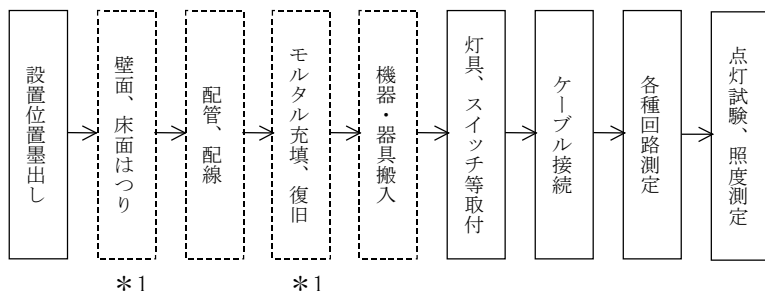 設置位置墨出し
壁面、床面はつり
配管、配線
モルタル充填、復旧
機器・器具搬入
灯具、スイッチ等取付
ケーブル接続
各種回路測定
点灯試験、照度測定
＊1
＊1